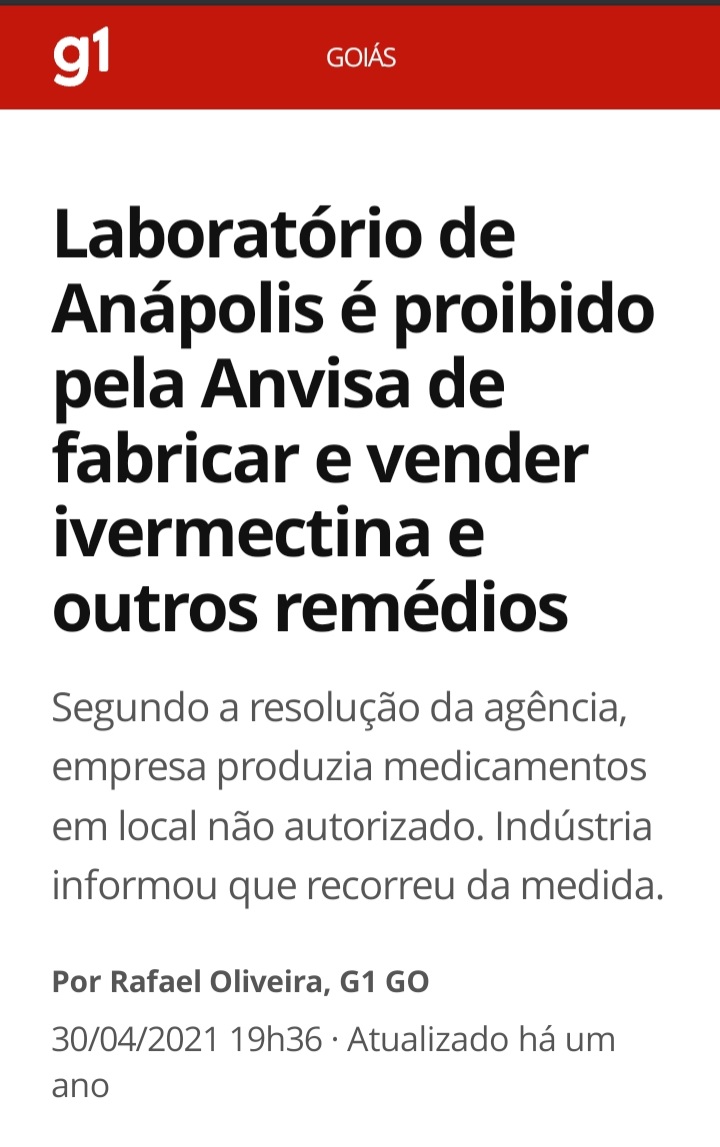 g1
GOIÁS
Laboratório de
Anápolis é proibido
pela Anvisa de
fabricar e vender
ivermectina e
outros remédios
Segundo a resolução da agência,
empresa produzia medicamentos
em local não autorizado. Indústria
informou que recorreu da medida.
Por Rafael Oliveira, G1 GO
30/04/2021 19h36 · Atualizado há um
ano